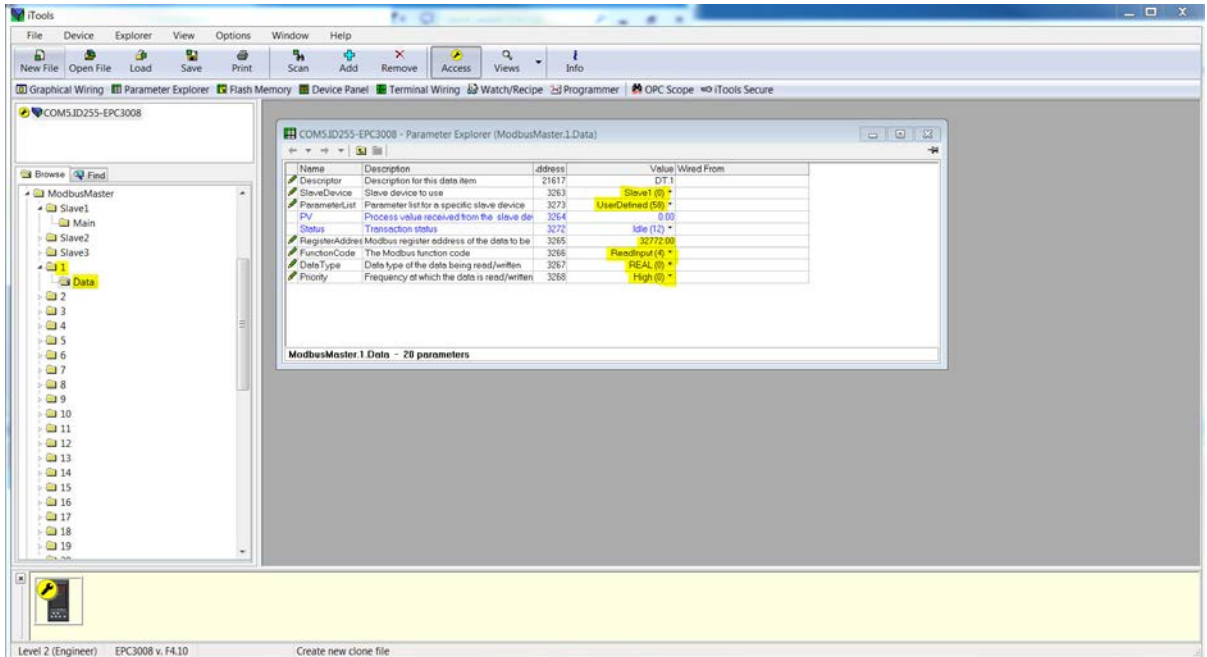 iTools
File Device Explorer View Options Window Help
New File Open File Load Save Print Scan Add Remove Access Views Info
Graphical Wiring Parameter Explorer Flash Memory Device Panel Terminal Wiring Watch/Recipe Programmer OPC Scope iTools Secure
COM5.ID255-EPC3008
Browse Find
ModbusMaster
Slave1
Main
Slave2
Slave3
1
Data
2
3
4
5
6
7
8
9
10
11
12
13
14
15
16
17
18
19
COM5.ID255-EPC3008 - Parameter Explorer (ModbusMaster.1.Data)
Name Description ddress Value Wired From
Descriptor Description for this data item 21617 DT.1
SlaveDevice Slave device to use 3263 Slave1 (0)
ParameterList Parameter list for a specific slave device 3273 UserDefined (58)
PV Process value received from the slave de 3264 0.00
Status Transaction status 3272 Idle (12)
RegisterAddres Modbus register address of the data to be 3265 32772.00
FunctionCode The Modbus function code 3266 ReadInput (4)
DataType Data type of the data being read/written 3267 REAL (0)
Priority Frequency at which the data is read/written 3268 High (0)
ModbusMaster.1.Data - 20 parameters
Level 2 (Engineer) EPC3008 v. F4.10 Create new clone file